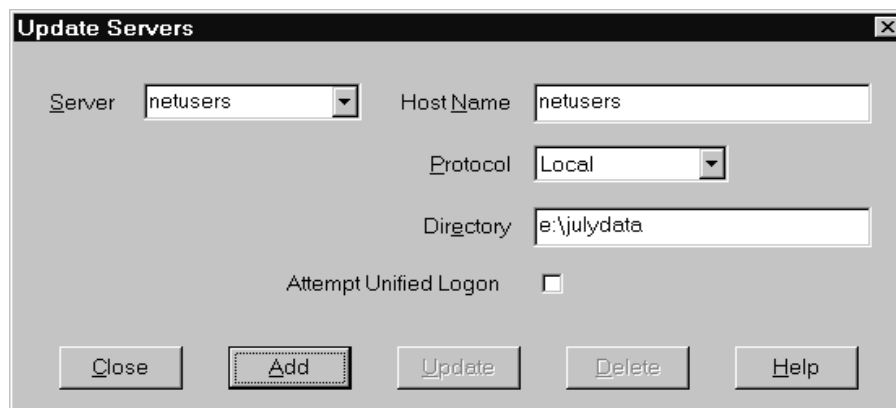 Update Servers
Server netusers Host Name netusers
Protocol Local
Directory e:\julydata
Attempt Unified Logon
Close Add Update Delete Help